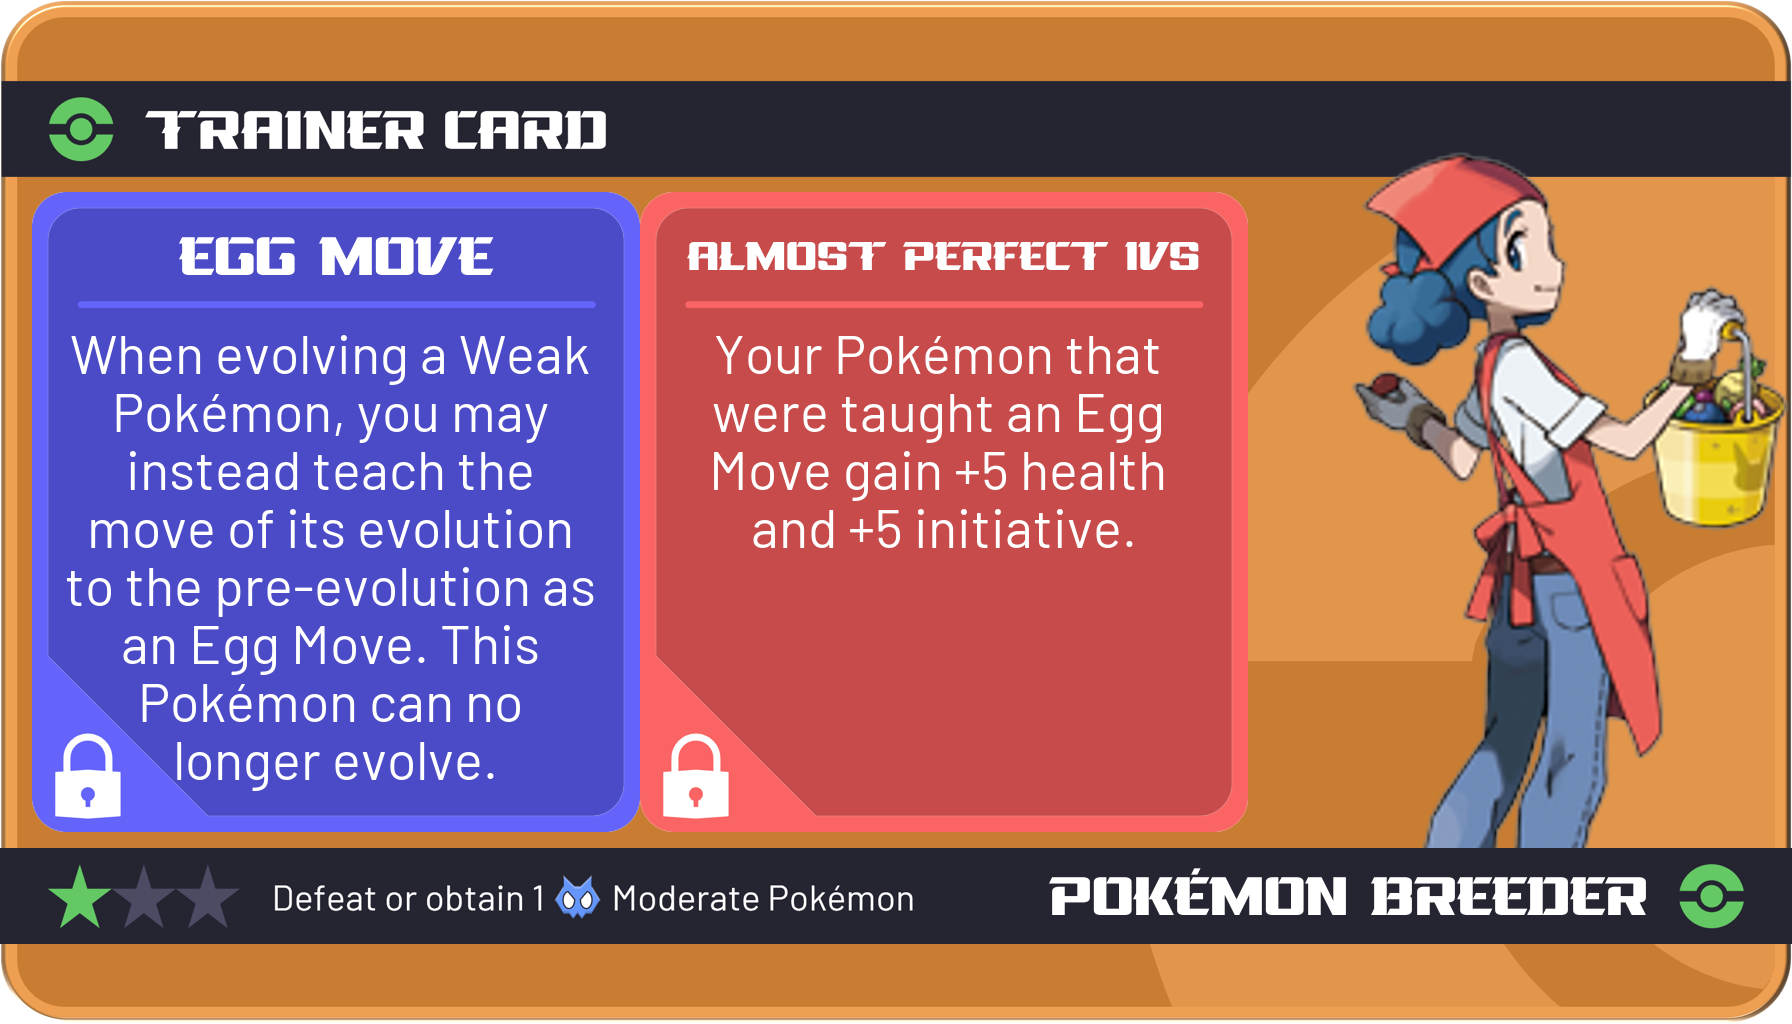 TRAINER CARD
EGG MOVE
When evolving a Weak
Pokémon, you may
instead teach the
move of its evolution
to the pre-evolution as
an Egg Move. This
Pokémon can no
longer evolve.
ALMOST PERFECT IVS
Your Pokémon that
were taught an Egg
Move gain +5 health
and +5 initiative.
Defeat or obtain 1 Moderate Pokémon
POKÉMON BREEDER